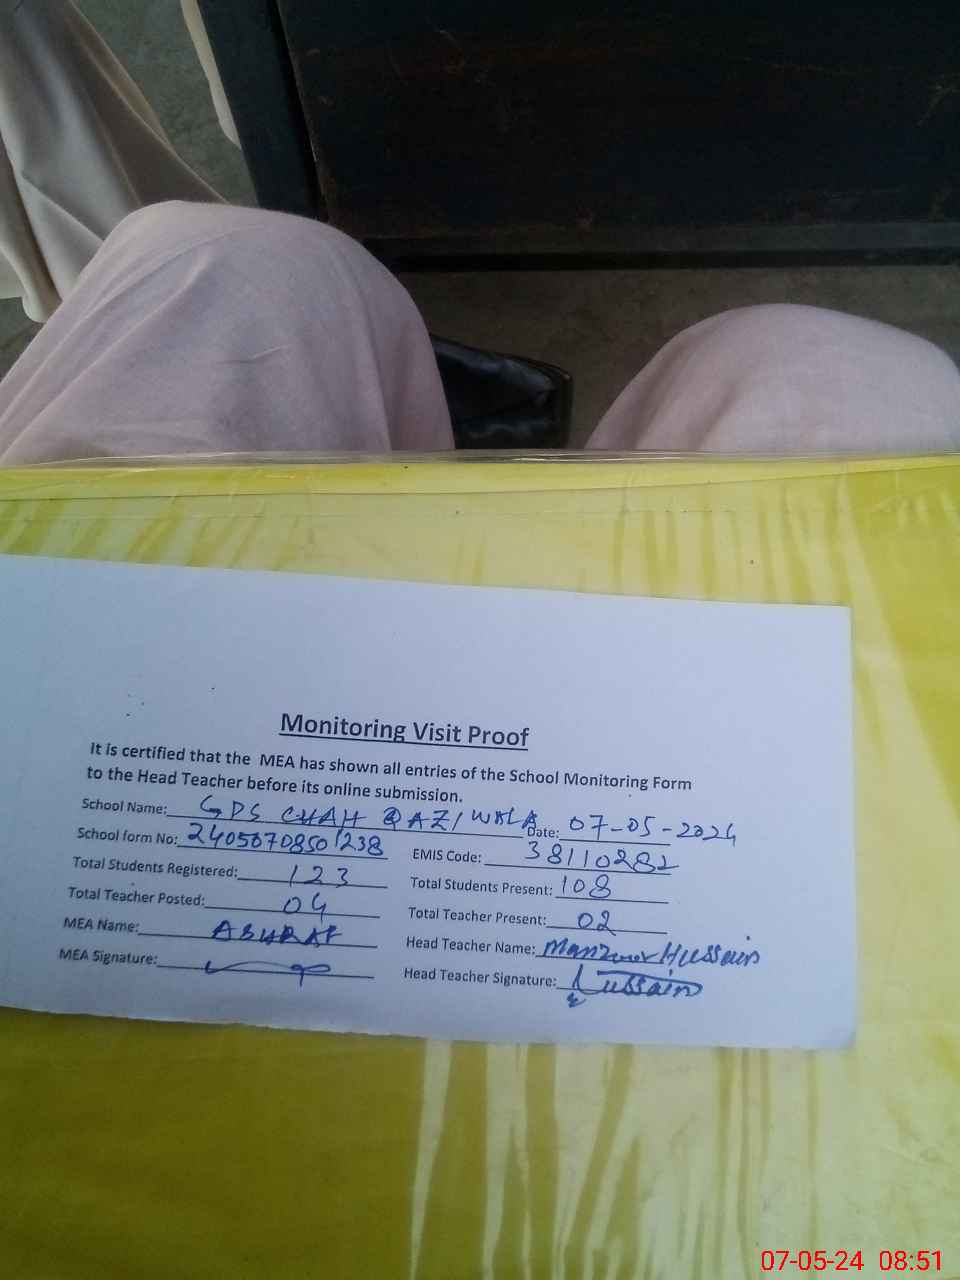 Monitoring Visit Proof
It is certified that the MEA has shown all entries of the School Monitoring Form
to the Head Teacher before its online submission.
School Name: GPS CHAH QAZI WALA Date: 07-05-2024
School form No: 24050708501238 EMIS Code: 38110282
Total Students Registered: 123 Total Students Present: 108
Total Teacher Posted: 04 Total Teacher Present: 02
MEA Name: ASHRAF Head Teacher Name: Manzoor Hussain
MEA Signature: Head Teacher Signature: Hussain
07-05-24 08:51